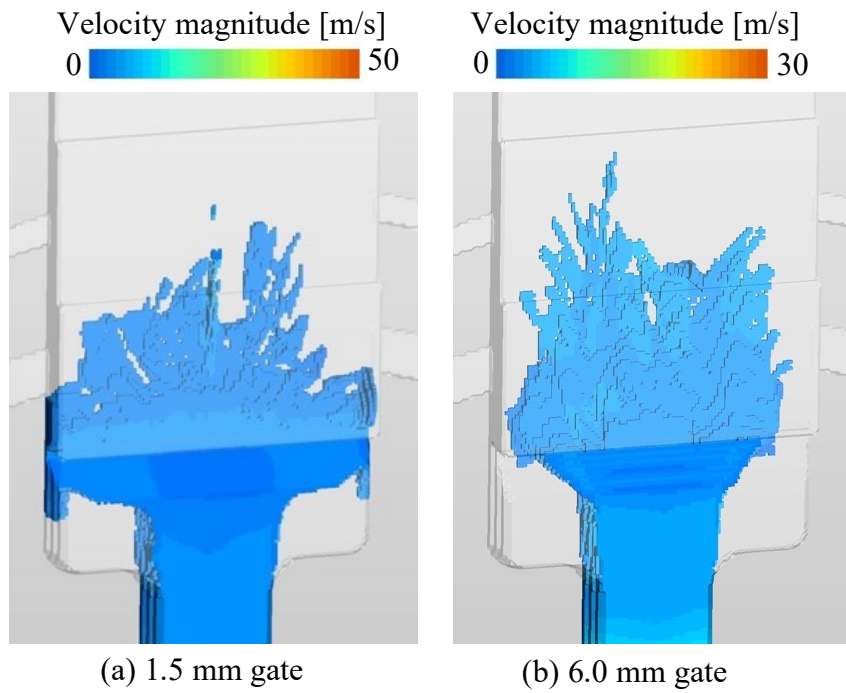 Velocity magnitude [m/s]
0 50
Velocity magnitude [m/s]
0 30
(a) 1.5 mm gate
(b) 6.0 mm gate